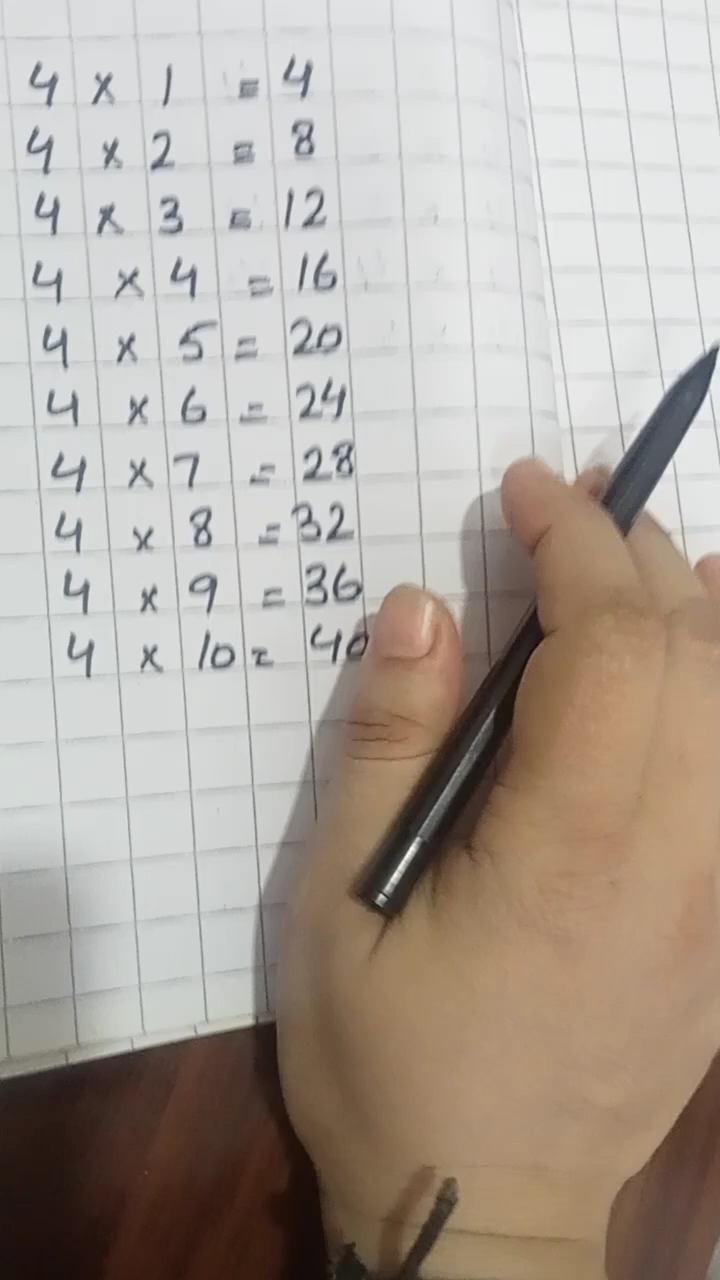 4 × 1 = 4
4 × 2 = 8
4 × 3 = 12
4 × 4 = 16
4 × 5 = 20
4 × 6 = 24
4 × 7 = 28
4 × 8 = 32
4 × 9 = 36
4 × 10 = 40